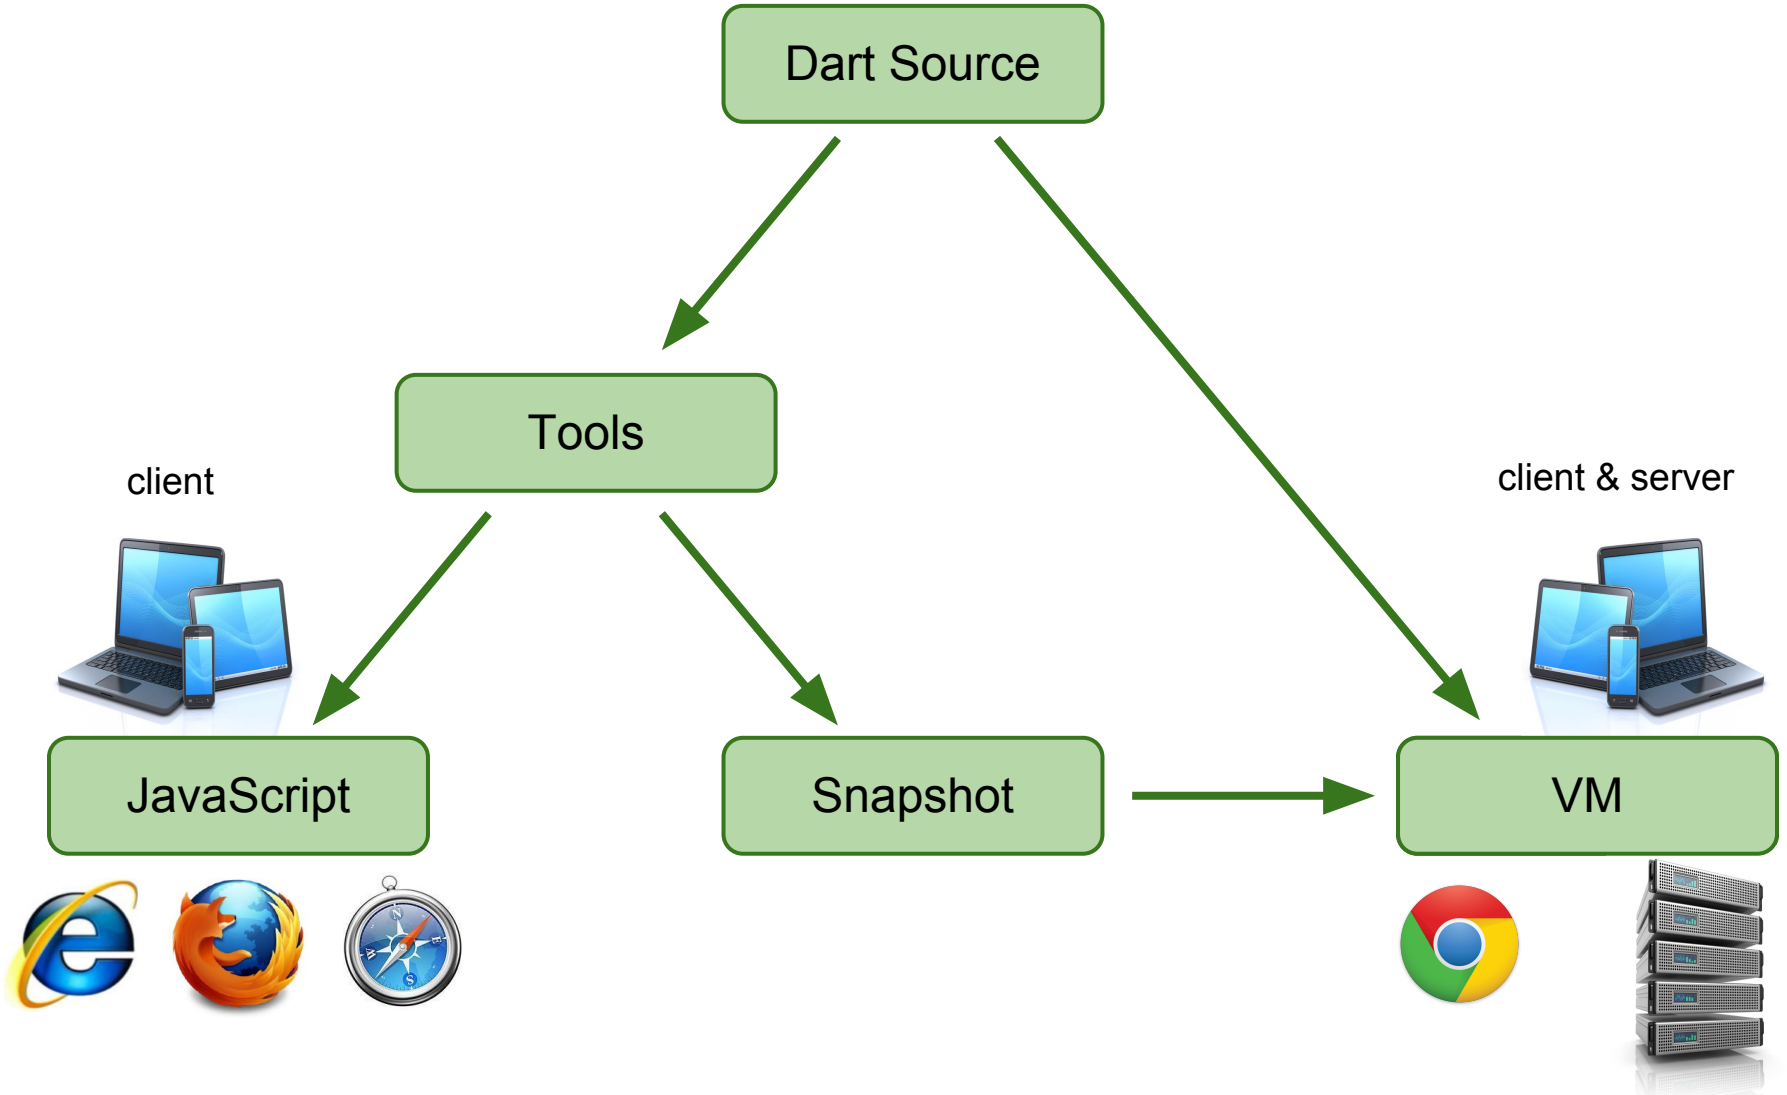 Dart Source
Tools
client
client & server
JavaScript
Snapshot
VM
N
E
S
W